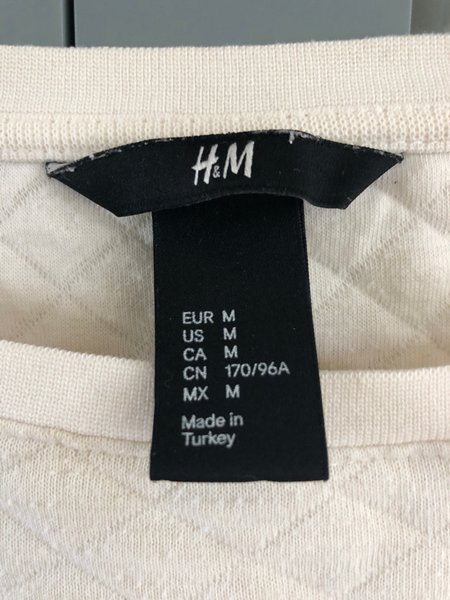 H&M
EUR M
US M
CA M
CN 170/96A
MX M
Made in
Turkey